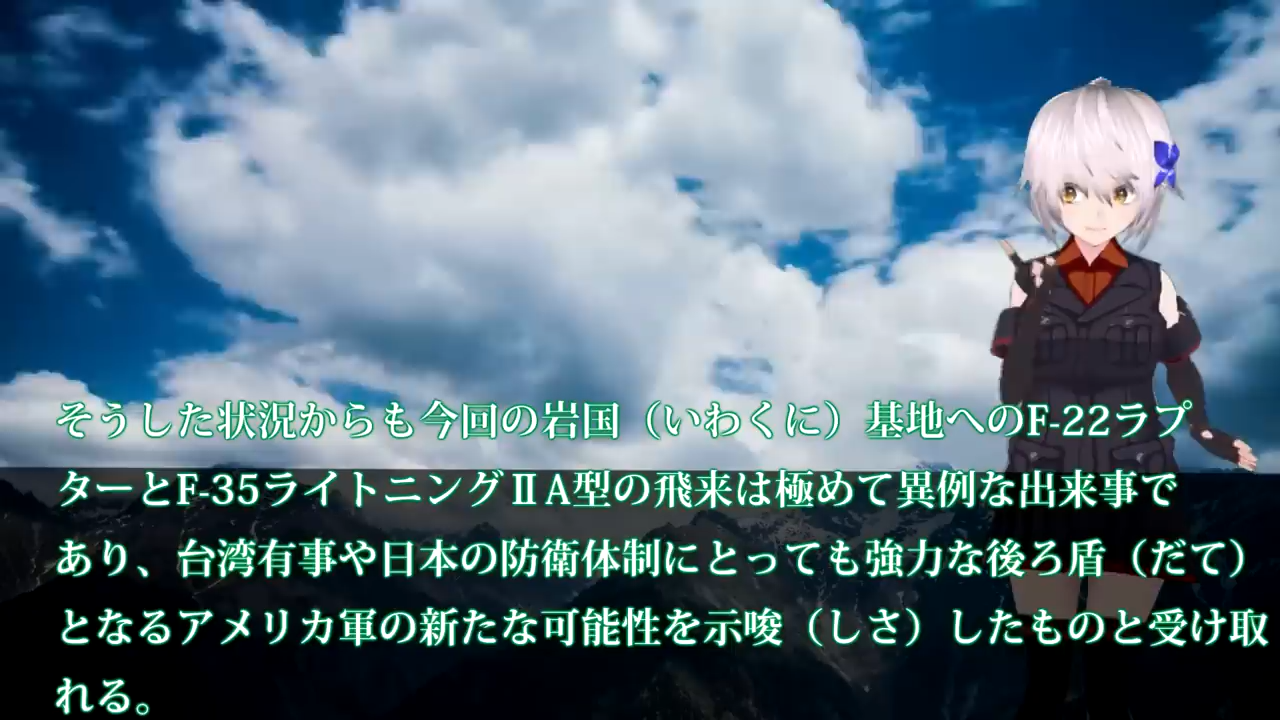 そうした状況からも今回の岩国（いわくに）基地へのF-22ラプ
ターとF-35ライトニングⅡA型の飛来は極めて異例な出来事で
あり、台湾有事や日本の防衛体制にとっても強力な後ろ盾（だて）
となるアメリカ軍の新たな可能性を示唆（しさ）したものと受け取
れる。